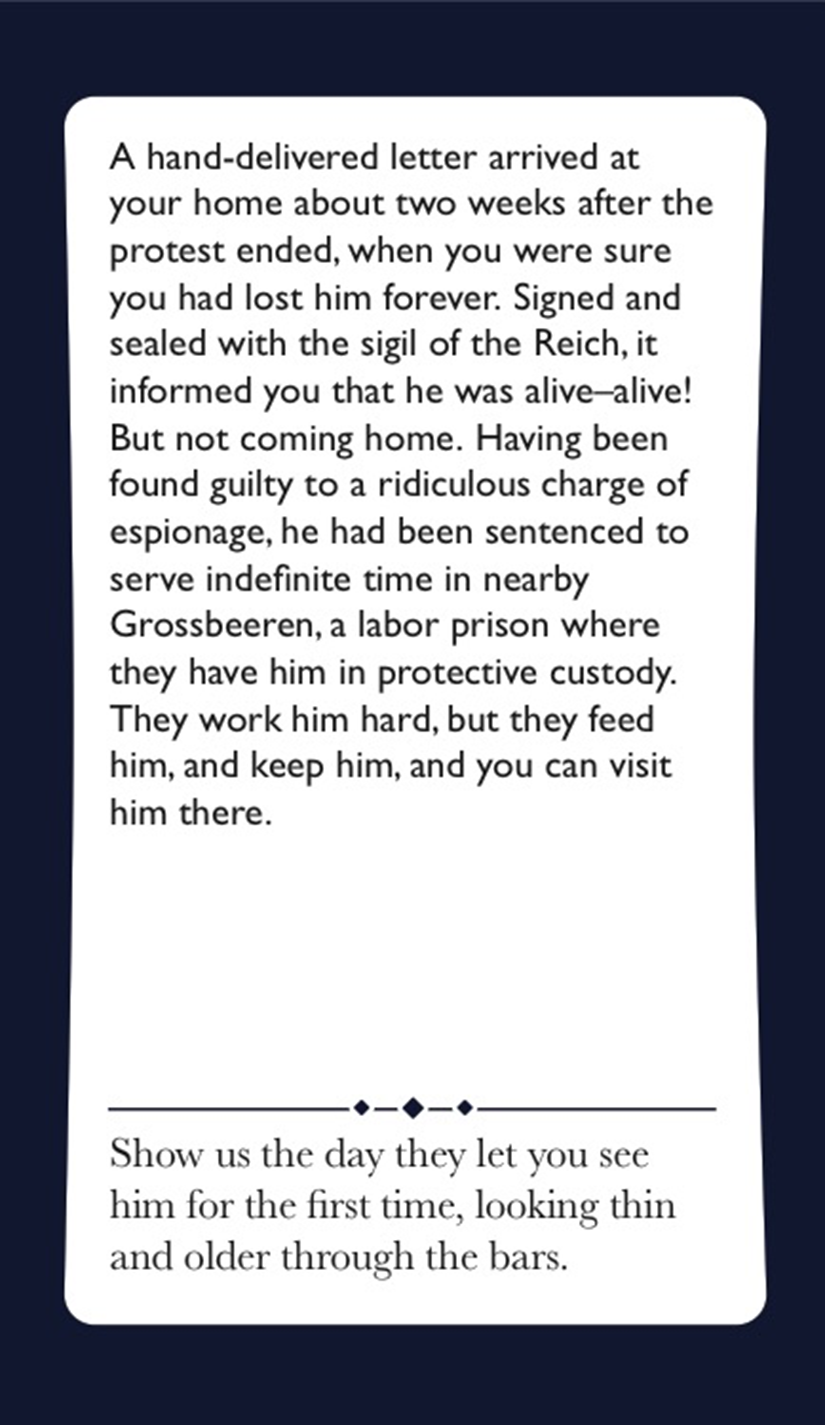 A hand-delivered letter arrived at
your home about two weeks after the
protest ended, when you were sure
you had lost him forever. Signed and
sealed with the sigil of the Reich, it
informed you that he was alive–alive!
But not coming home. Having been
found guilty to a ridiculous charge of
espionage, he had been sentenced to
serve indefinite time in nearby
Grossbeeren, a labor prison where
they have him in protective custody.
They work him hard, but they feed
him, and keep him, and you can visit
him there.
Show us the day they let you see
him for the first time, looking thin
and older through the bars.